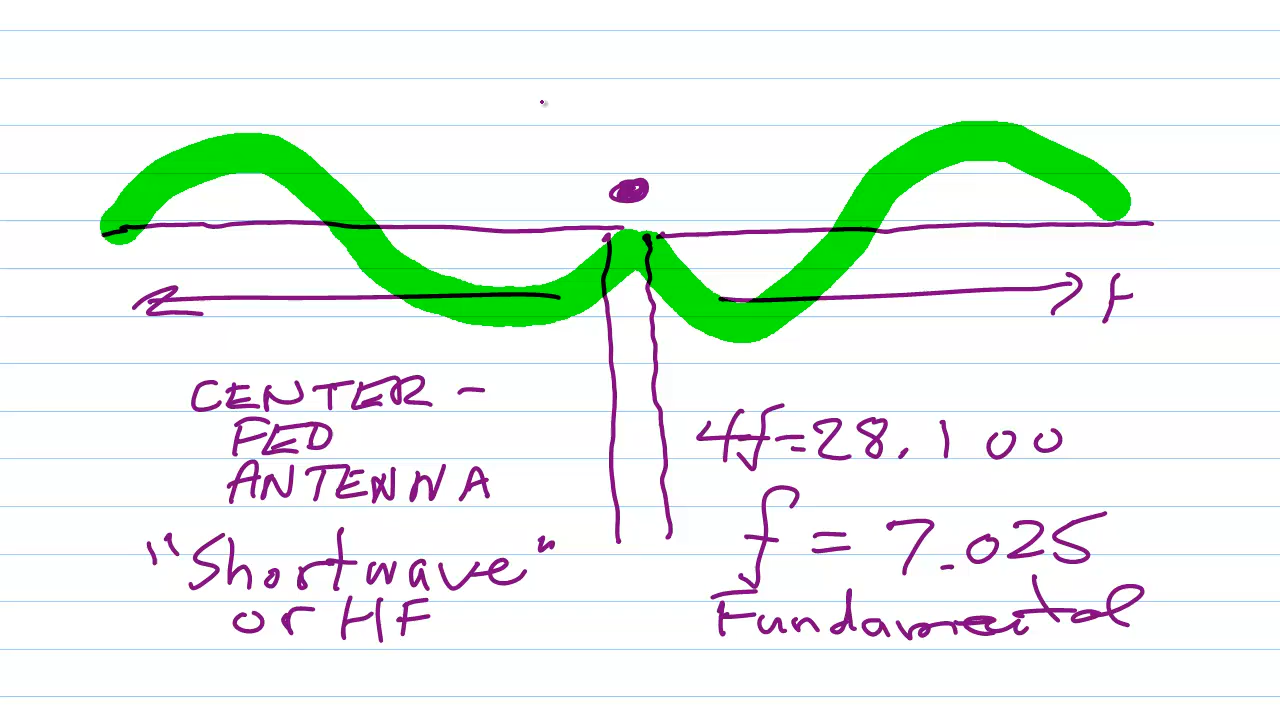 F
CENTER-
FED
ANTENNA
"Shortwave"
or HF
4f=28.100
f=7.025
Fundamental